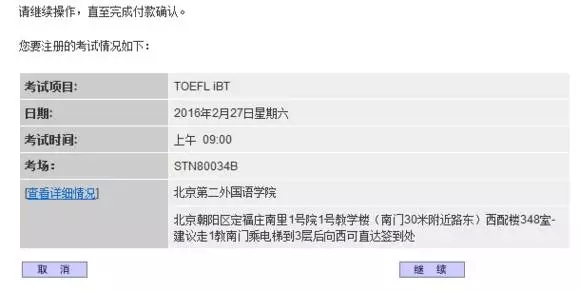 请继续操作，直至完成付款确认。
您要注册的考试情况如下：
考试项目: TOEFL iBT
日期: 2016年2月27日星期六
考试时间: 上午 09:00
考场: STN80034B
[查看详细情况] 北京第二外国语学院
北京朝阳区定福庄南里1号院1号教学楼（南门30米附近路东）西配楼348室-
建议走1教南门乘电梯到3层后向西可直达签到处
取 消 继 续